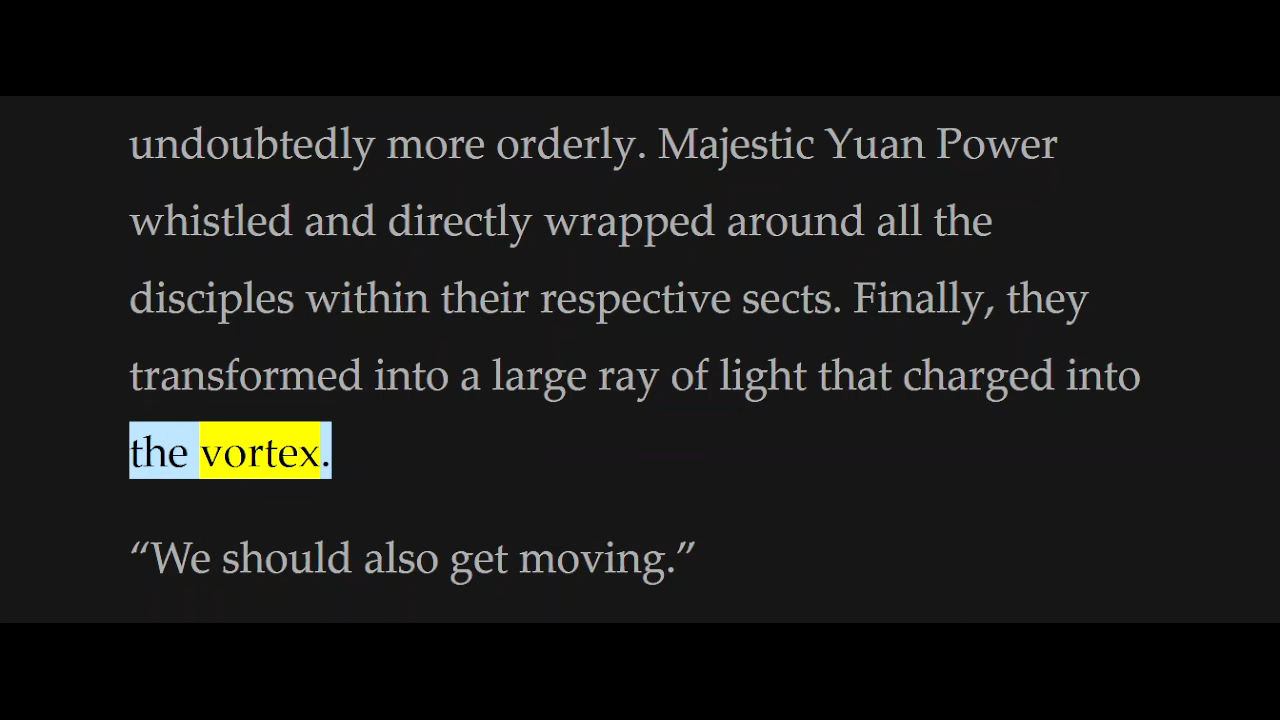 undoubtedly more orderly. Majestic Yuan Power
whistled and directly wrapped around all the
disciples within their respective sects. Finally, they
transformed into a large ray of light that charged into
the vortex.
“We should also get moving.”